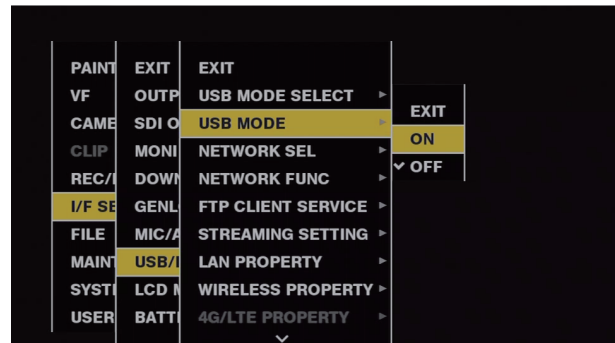 PAINT
VF
CAME
CLIP
REC/
I/F SE
FILE
MAINT
SYST
USER
EXIT
OUTP
SDI O
MONI
DOWN
GENL
MIC/A
USB/
LCD M
BATT
EXIT
USB MODE SELECT
USB MODE
NETWORK SEL
NETWORK FUNC
FTP CLIENT SERVICE
STREAMING SETTING
LAN PROPERTY
WIRELESS PROPERTY
4G/LTE PROPERTY
EXIT
ON
OFF